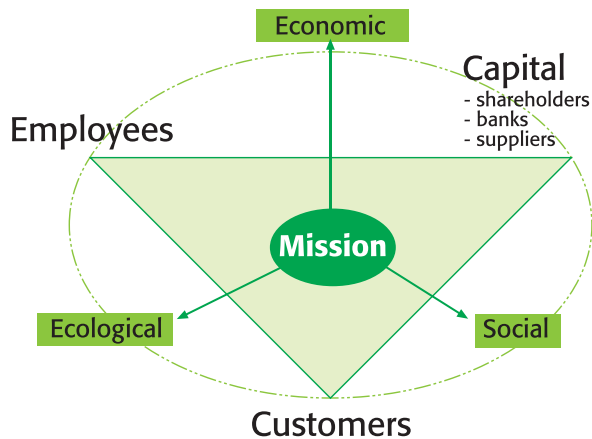 Economic
Capital
- shareholders
- banks
- suppliers
Employees
Mission
Ecological
Social
Customers